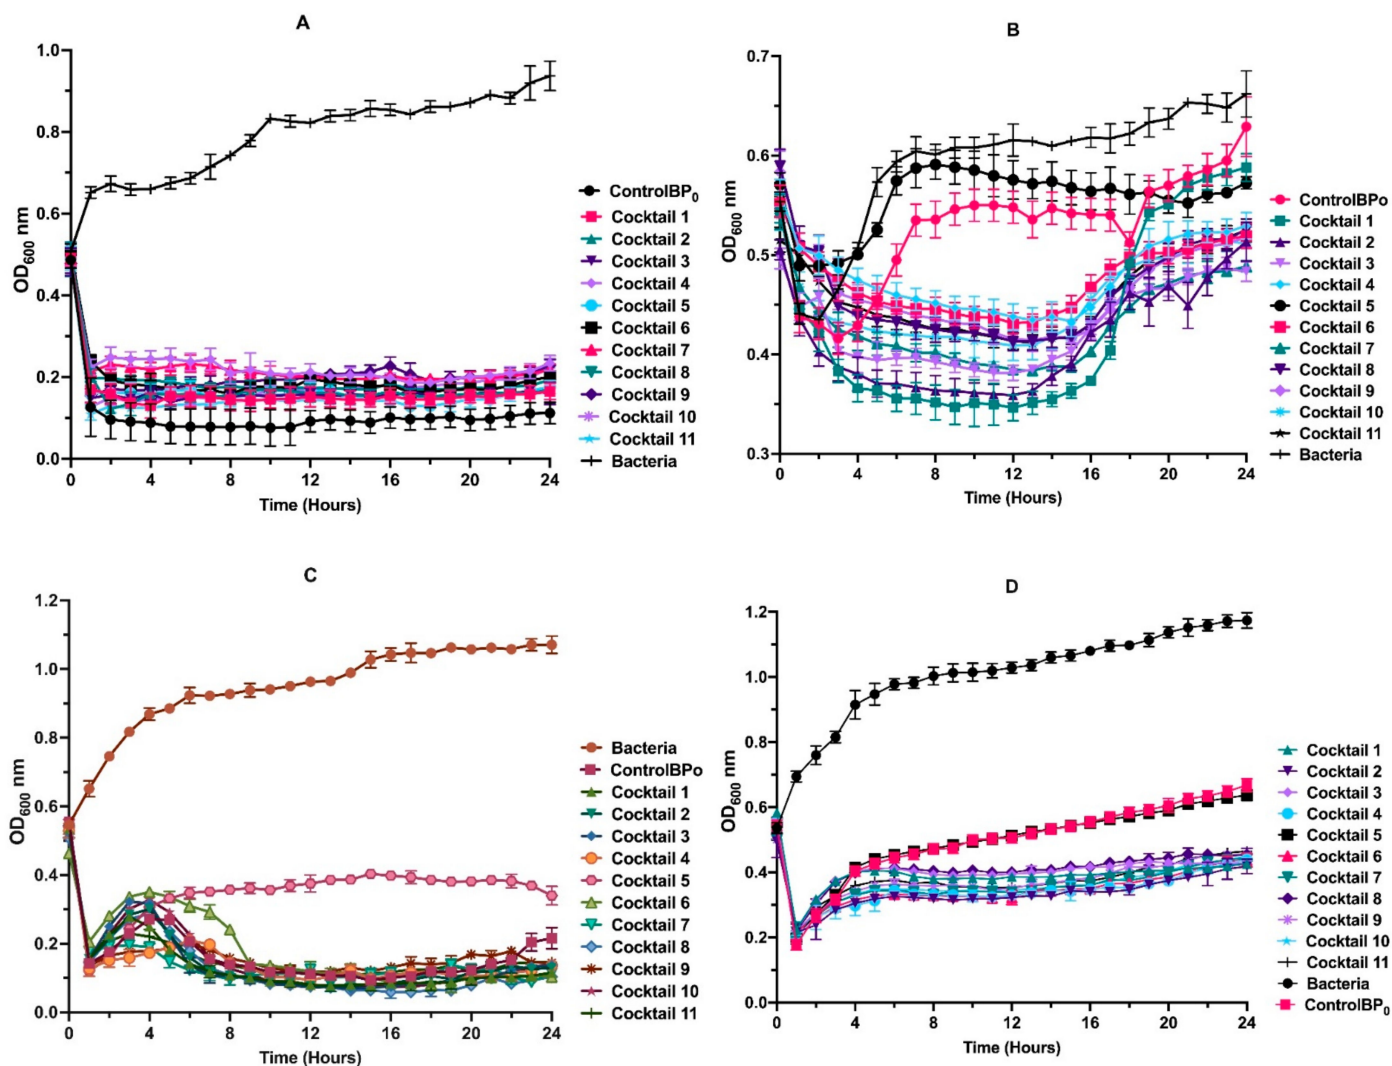 A
OD600 nm
1.0
0.8
0.6
0.4
0.2
0.0
0 4 8 12 16 20 24
Time (Hours)
ControlBP0
Cocktail 1
Cocktail 2
Cocktail 3
Cocktail 4
Cocktail 5
Cocktail 6
Cocktail 7
Cocktail 8
Cocktail 9
Cocktail 10
Cocktail 11
Bacteria
B
OD600 nm
0.7
0.6
0.5
0.4
0.3
0 4 8 12 16 20 24
Time (Hours)
ControlBPo
Cocktail 1
Cocktail 2
Cocktail 3
Cocktail 4
Cocktail 5
Cocktail 6
Cocktail 7
Cocktail 8
Cocktail 9
Cocktail 10
Cocktail 11
Bacteria
C
OD600 nm
1.2
1.0
0.8
0.6
0.4
0.2
0.0
0 4 8 12 16 20 24
Time (Hours)
Bacteria
ControlBPo
Cocktail 1
Cocktail 2
Cocktail 3
Cocktail 4
Cocktail 5
Cocktail 6
Cocktail 7
Cocktail 8
Cocktail 9
Cocktail 10
Cocktail 11
D
OD600 nm
1.2
1.0
0.8
0.6
0.4
0.2
0.0
0 4 8 12 16 20 24
Time (Hours)
Cocktail 1
Cocktail 2
Cocktail 3
Cocktail 4
Cocktail 5
Cocktail 6
Cocktail 7
Cocktail 8
Cocktail 9
Cocktail 10
Cocktail 11
Bacteria
ControlBP0